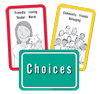 Friendly · Loving
Tender · Warm
Community · Friends
Belonging
Choices